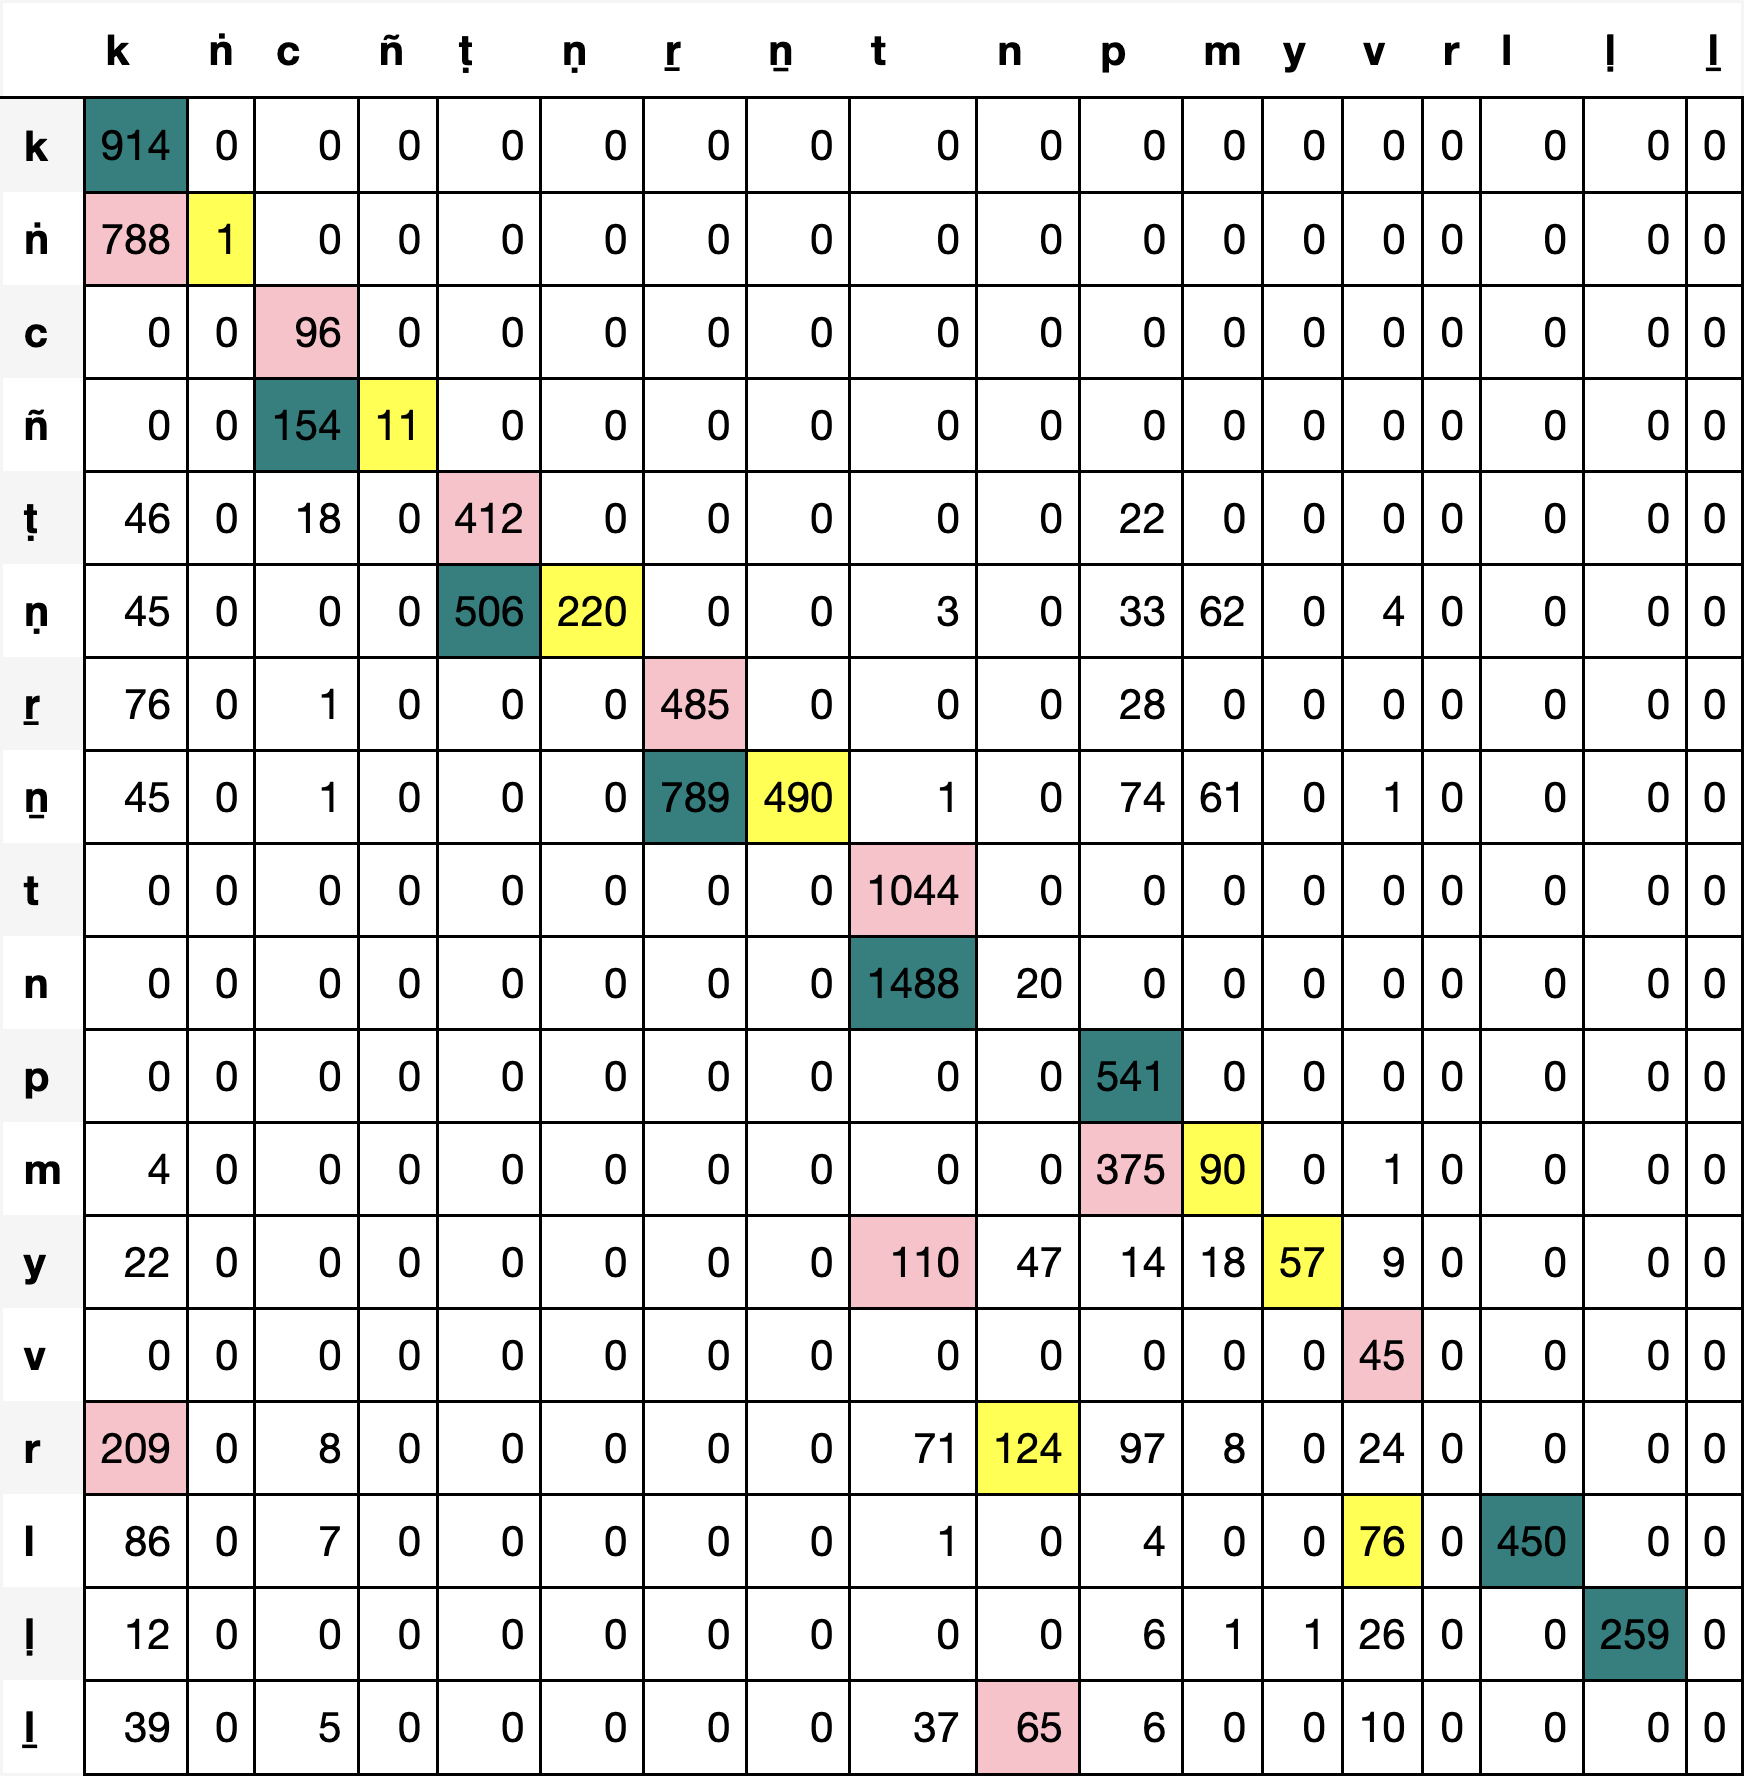 k ṅ c ñ ṭ ṇ ṟ ṉ t n p m y v r l ḷ ḻ
k 914 0 0 0 0 0 0 0 0 0 0 0 0 0 0 0 0 0
ṅ 788 1 0 0 0 0 0 0 0 0 0 0 0 0 0 0 0 0
c 0 0 96 0 0 0 0 0 0 0 0 0 0 0 0 0 0 0
ñ 0 0 154 11 0 0 0 0 0 0 0 0 0 0 0 0 0 0
ṭ 46 0 18 0 412 0 0 0 0 0 22 0 0 0 0 0 0 0
ṇ 45 0 0 0 506 220 0 0 3 0 33 62 0 4 0 0 0 0
ṟ 76 0 1 0 0 0 485 0 0 0 28 0 0 0 0 0 0 0
ṉ 45 0 1 0 0 0 789 490 1 0 74 61 0 1 0 0 0 0
t 0 0 0 0 0 0 0 0 1044 0 0 0 0 0 0 0 0 0
n 0 0 0 0 0 0 0 0 1488 20 0 0 0 0 0 0 0 0
p 0 0 0 0 0 0 0 0 0 0 541 0 0 0 0 0 0 0
m 4 0 0 0 0 0 0 0 0 0 375 90 0 1 0 0 0 0
y 22 0 0 0 0 0 0 0 110 47 14 18 57 9 0 0 0 0
v 0 0 0 0 0 0 0 0 0 0 0 0 0 45 0 0 0 0
r 209 0 8 0 0 0 0 0 71 124 97 8 0 24 0 0 0 0
l 86 0 7 0 0 0 0 0 1 0 4 0 0 76 0 450 0 0
ḷ 12 0 0 0 0 0 0 0 0 0 6 1 1 26 0 0 259 0
ḻ 39 0 5 0 0 0 0 0 37 65 6 0 0 10 0 0 0 0